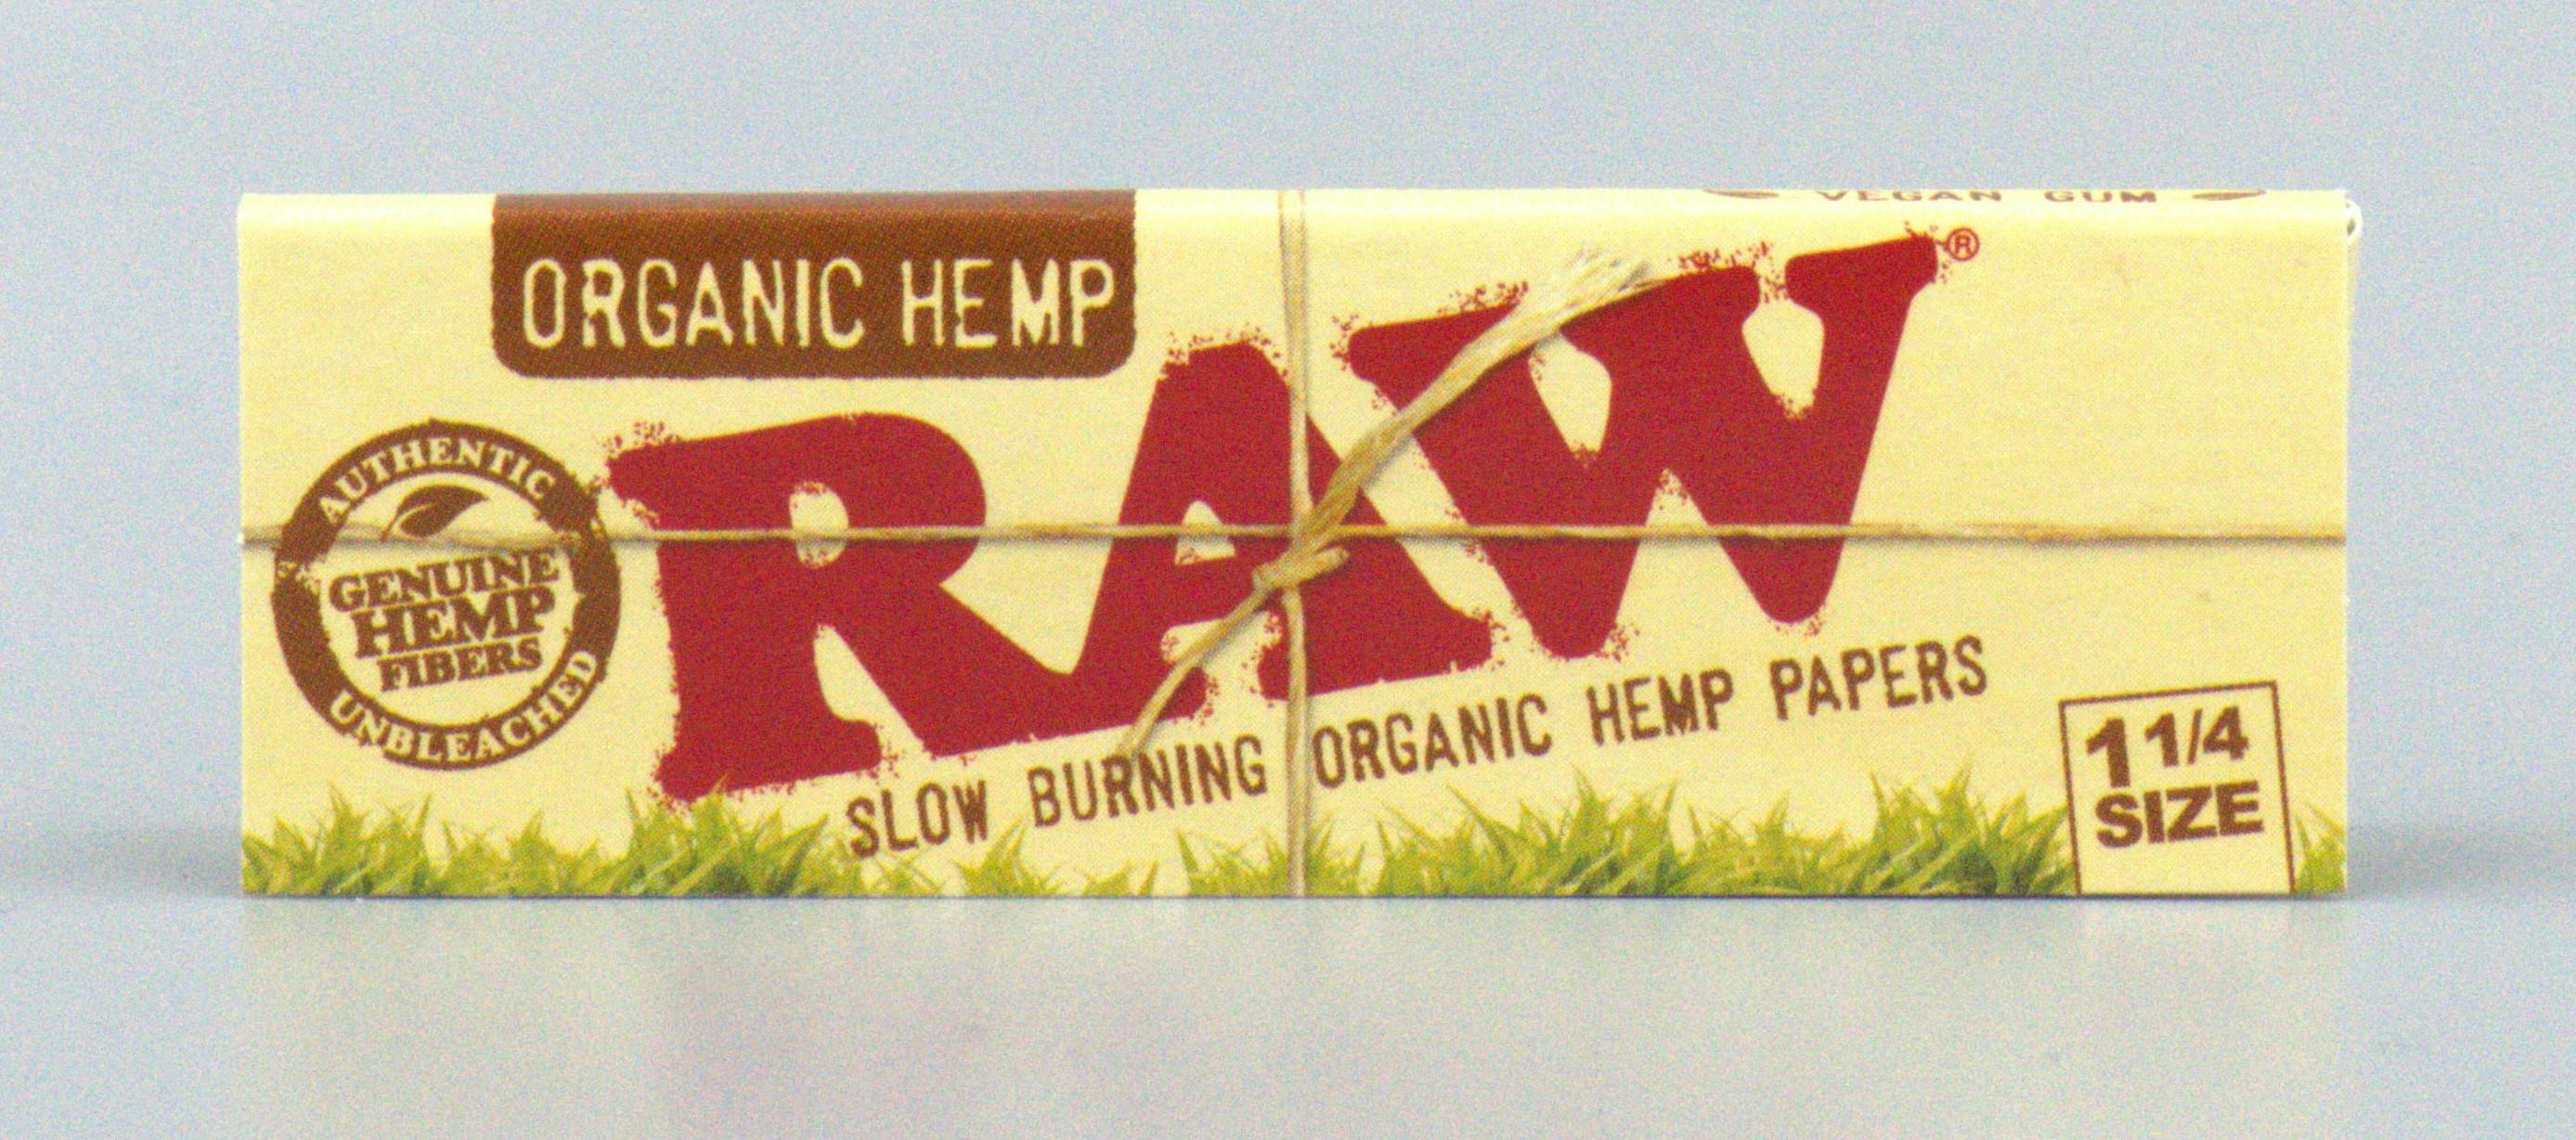 VEGAN GUM
ORGANIC HEMP
RAW®
AUTHENTIC
GENUINE
HEMP
FIBERS
UNBLEACHED
SLOW BURNING ORGANIC HEMP PAPERS
1 1/4
SIZE